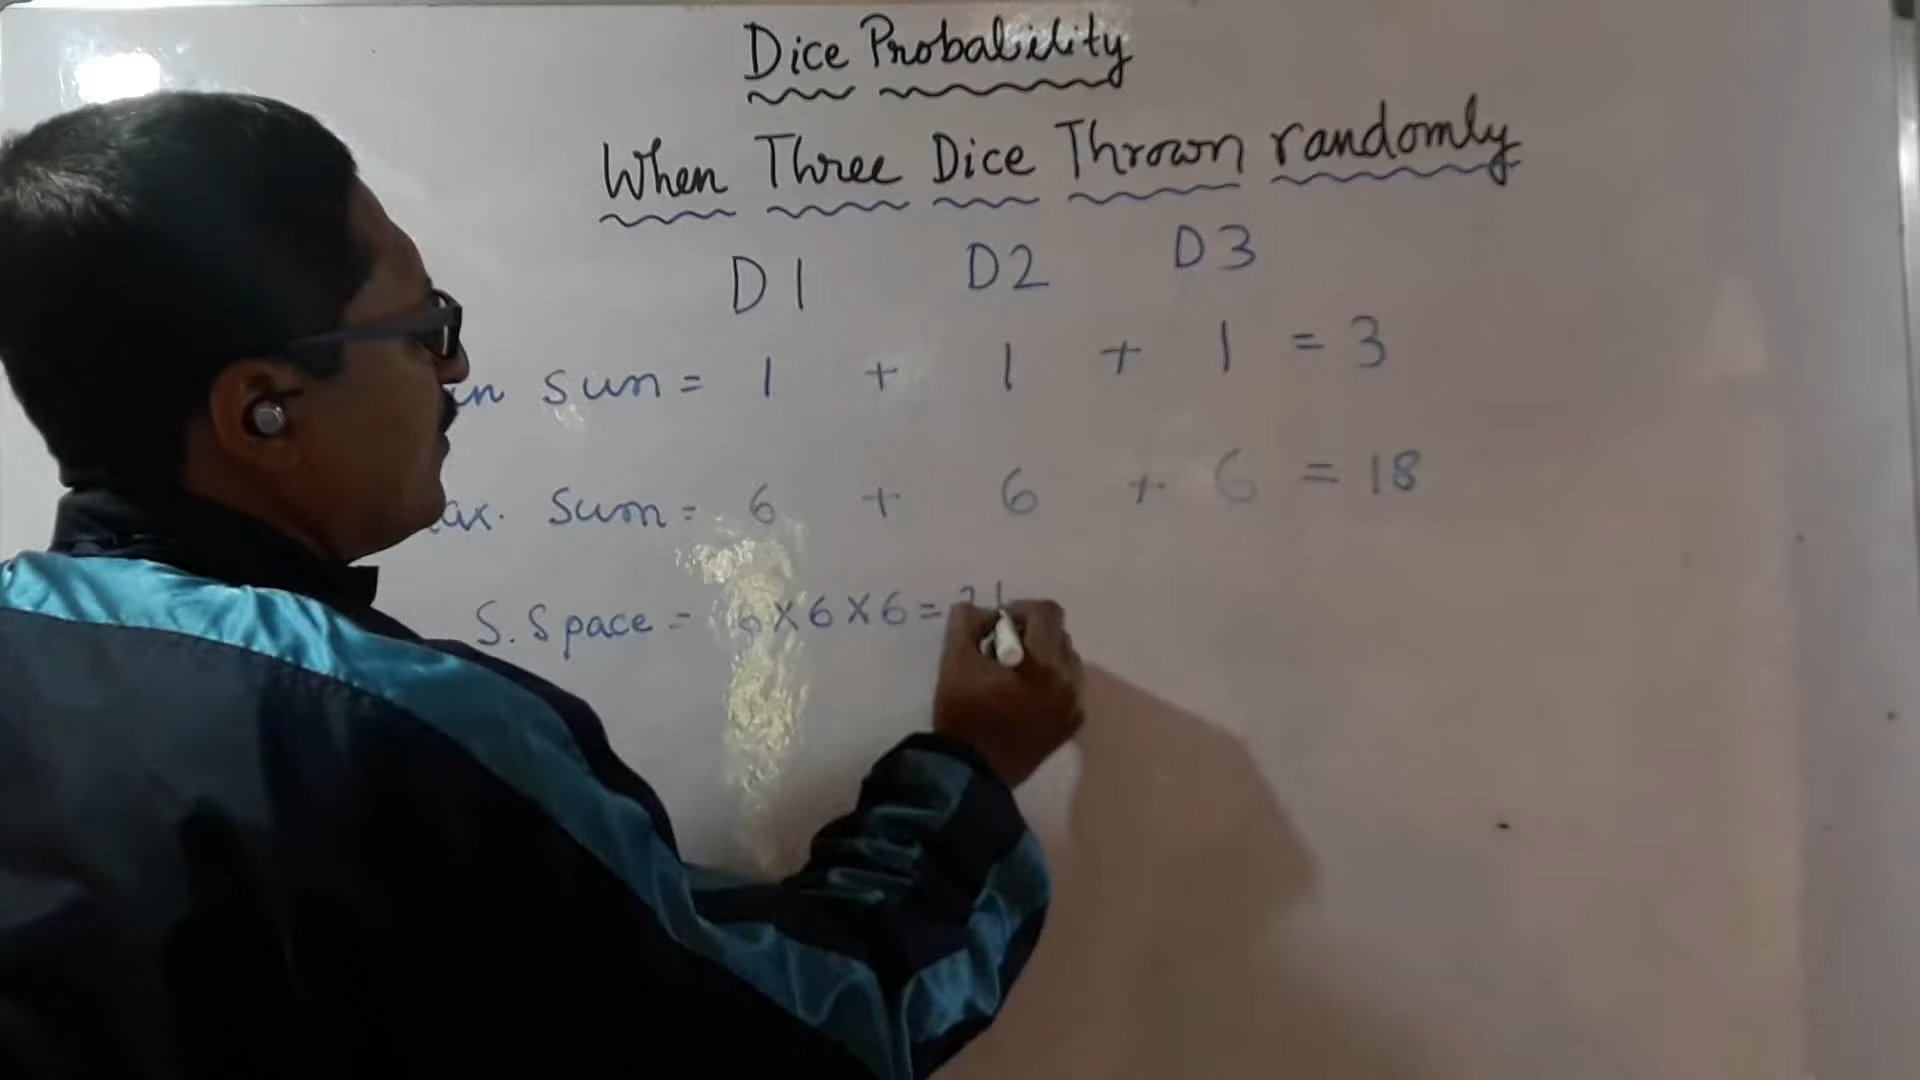 Dice Probability
When Three Dice Thrown randomly
D1 D2 D3
sum = 1 + 1 + 1 = 3
sum = 6 + 6 + 6 = 18
S. Space = 6 X 6 X 6 =